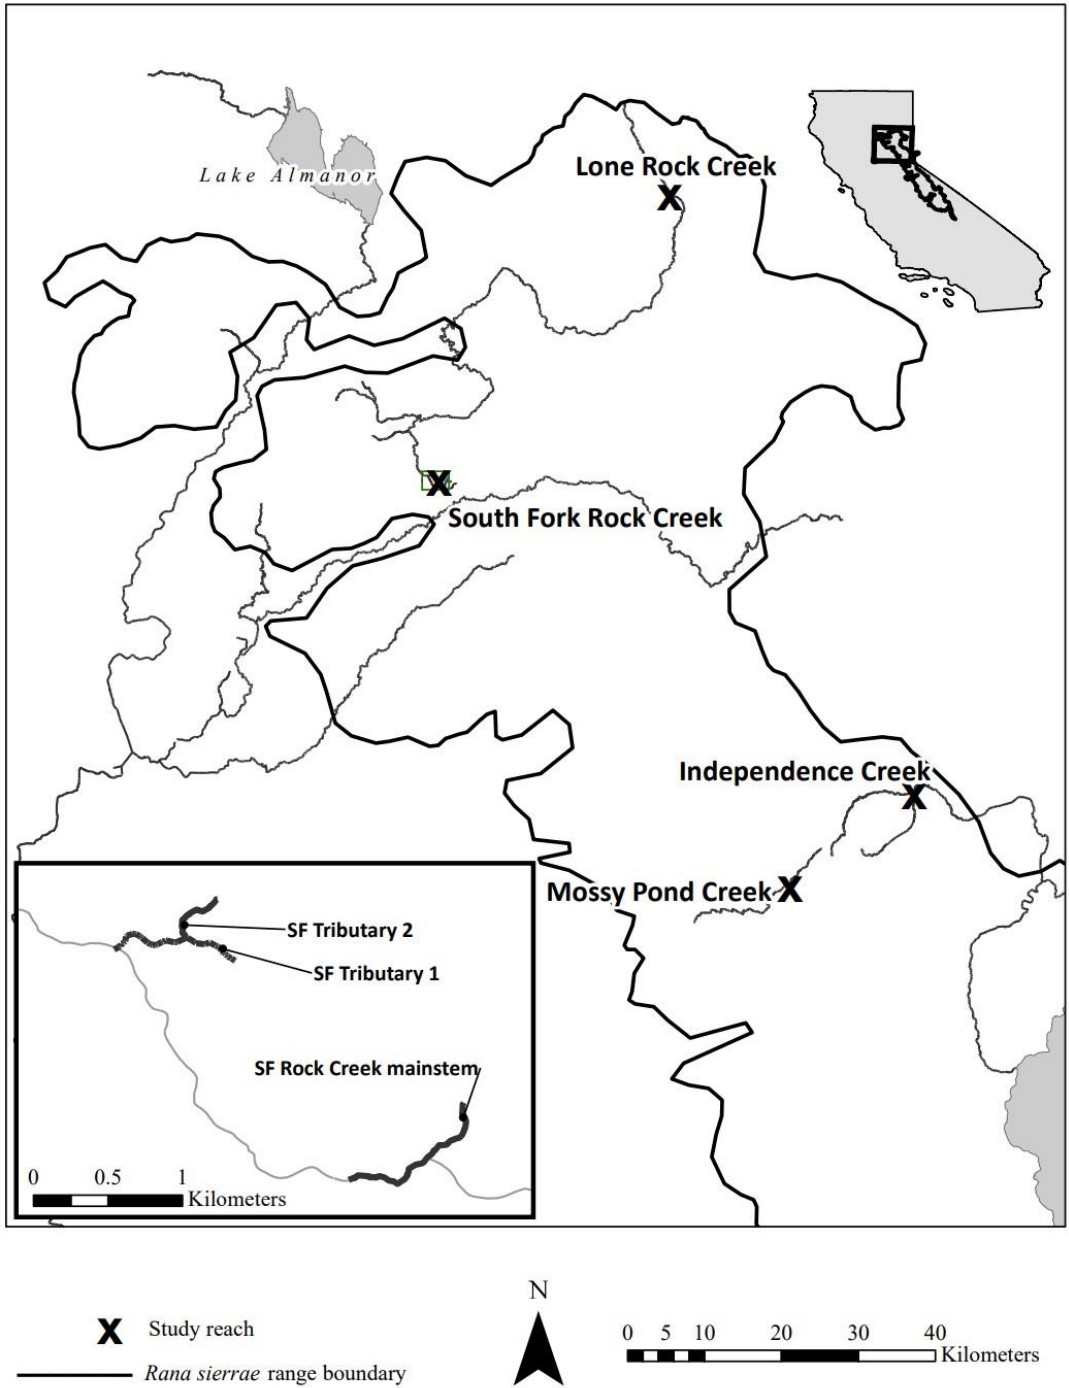 Lone Rock Creek
Lake Almanor
South Fork Rock Creek
Independence Creek
Mossy Pond Creek
SF Tributary 2
SF Tributary 1
SF Rock Creek mainstem
0 0.5 1
Kilometers
N
X Study reach
Rana sierrae range boundary
0 5 10 20 30 40
Kilometers